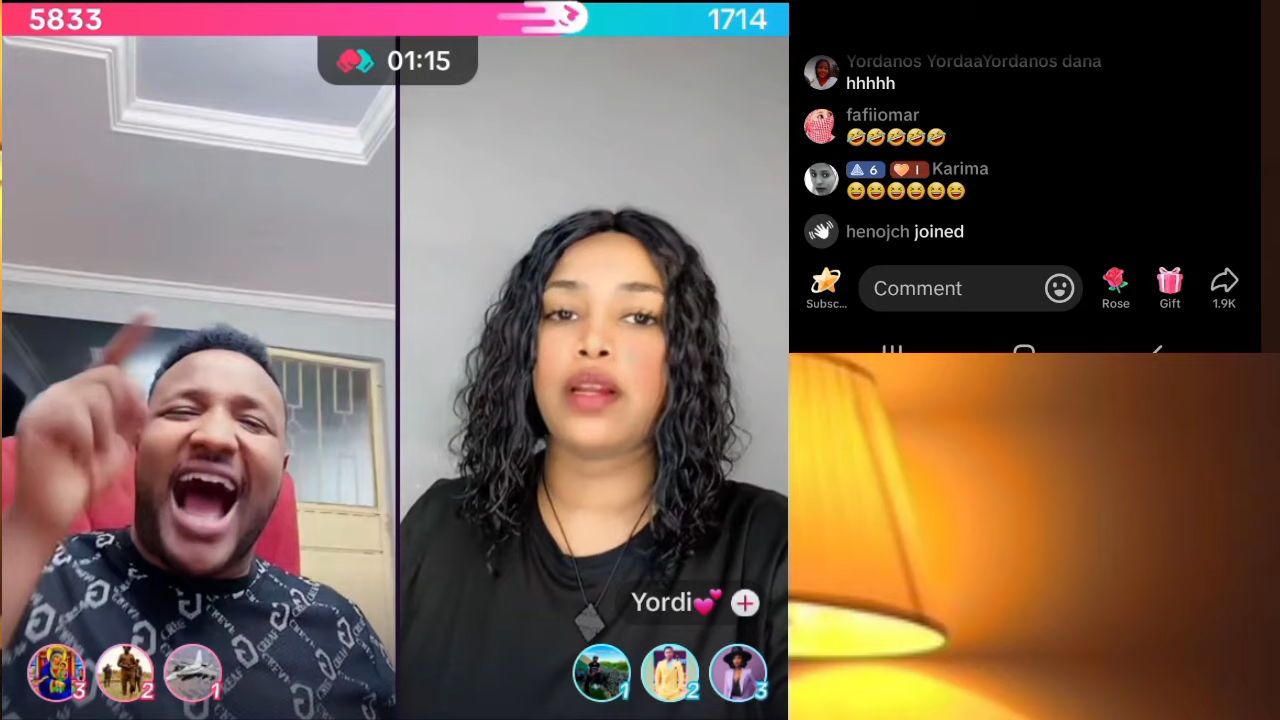 5833
1714
01:15
Yordi💕
3
2
1
1
2
3
Yordanos YordaaYordanos dana
hhhhh
fafiiomar
🤣🤣🤣🤣🤣
6 I Karima
😆😆😆😆😆😆
henojch joined
Subsc...
Comment
Rose
Gift
1.9K